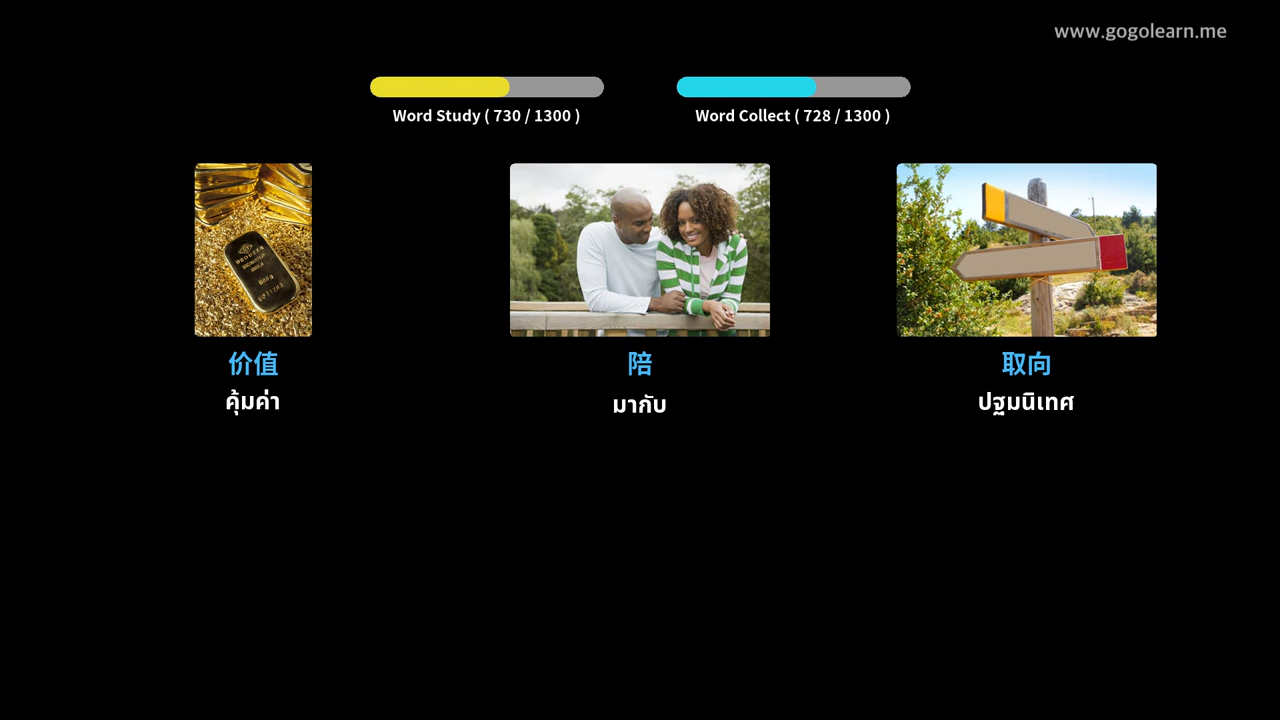 www.gogolearn.me
Word Study ( 730 / 1300 )
Word Collect ( 728 / 1300 )
价值
คุ้มค่า
陪
มากับ
取向
ปฐมนิเทศ